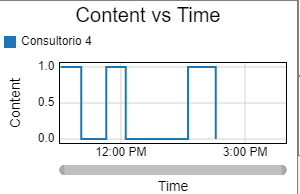 Content vs Time
Consultorio 4
1.0
0.5
0.0
Content
12:00 PM 3:00 PM
Time